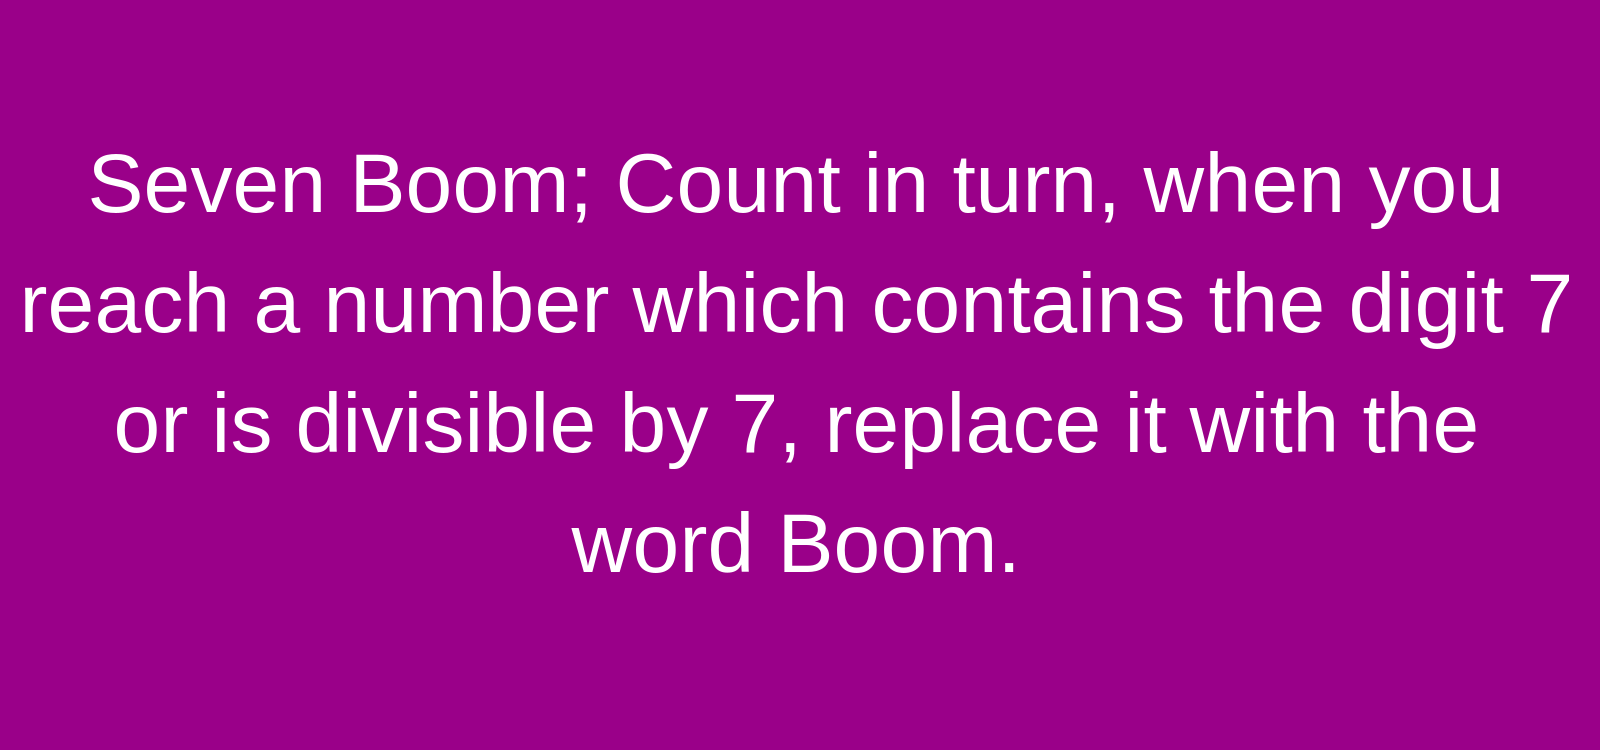 Seven Boom; Count in turn, when you
reach a number which contains the digit 7
or is divisible by 7, replace it with the
word Boom.